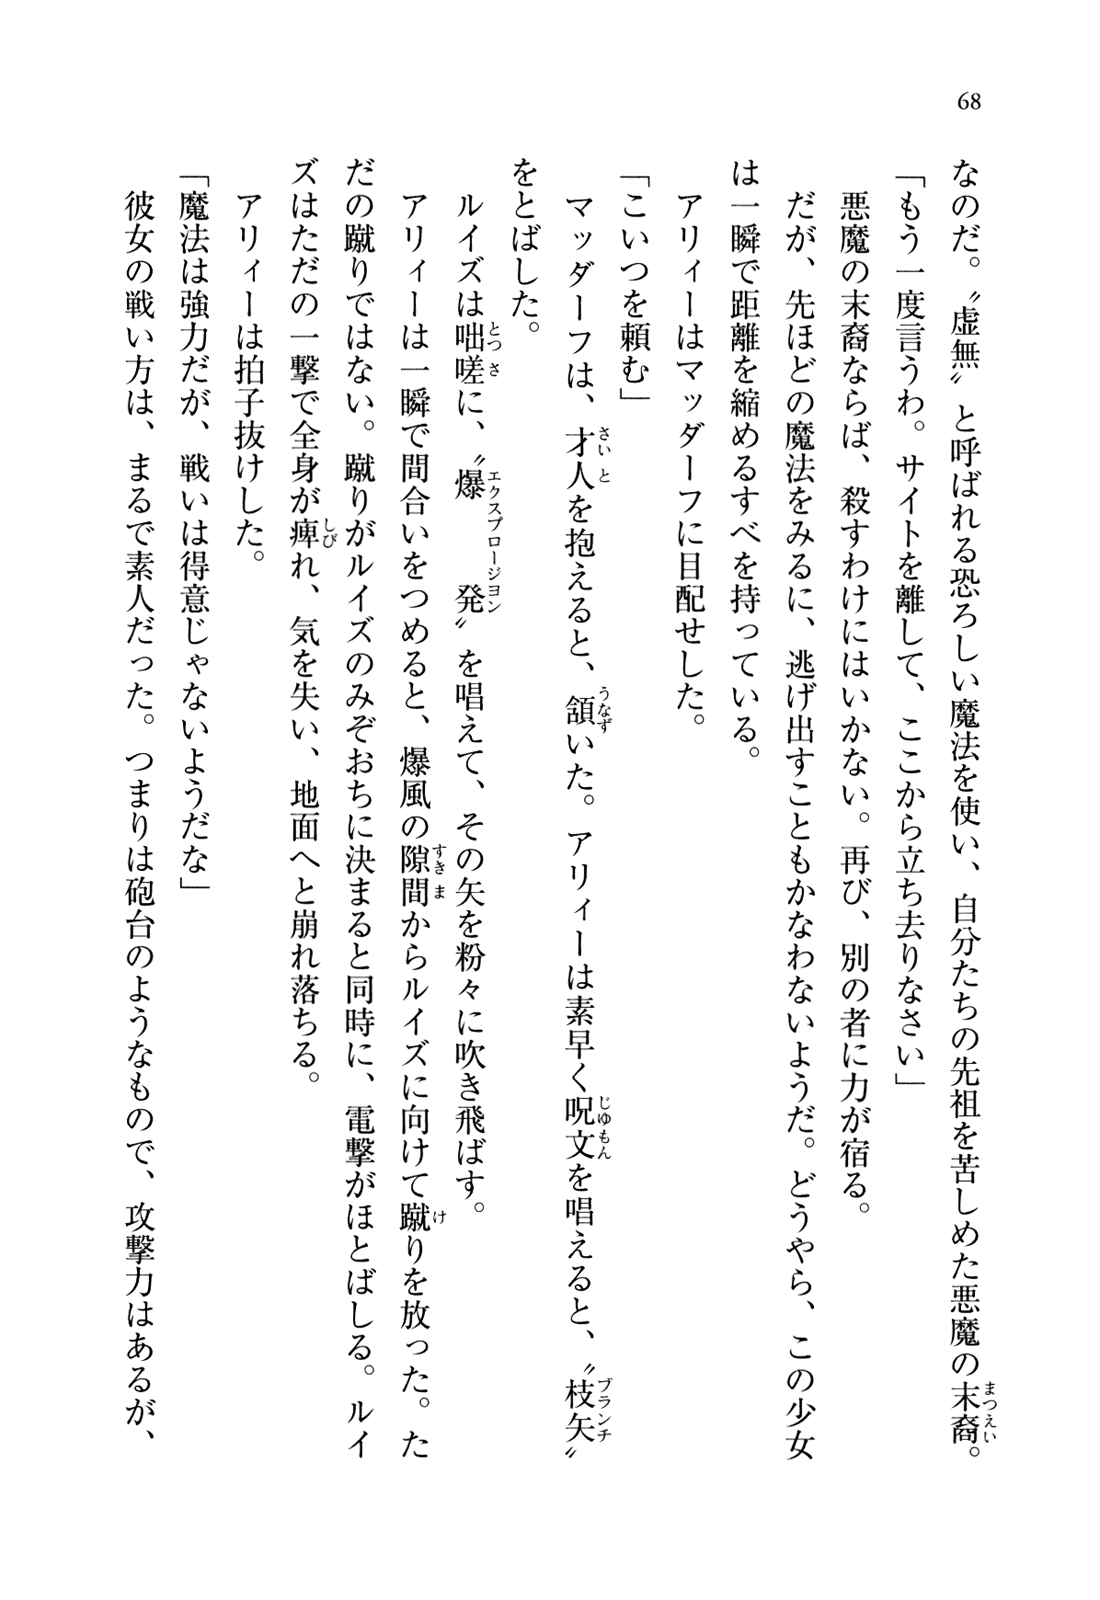 68
なのだ。〝虚無〟と呼ばれる恐ろしい魔法を使い、自分たちの先祖を苦しめた悪魔の末裔。
「もう一度言うわ。サイトを離して、ここから立ち去りなさい」
悪魔の末裔ならば、殺すわけにはいかない。再び、別の者に力が宿る。
だが、先ほどの魔法をみるに、逃げ出すこともかなわないようだ。どうやら、この少女
は一瞬で距離を縮めるすべを持っている。
アリィーはマッダーフに目配せした。
「こいつを頼む」
マッダーフは、才人を抱えると、頷いた。アリィーは素早く呪文を唱えると、〝枝矢〟
をとばした。
ルイズは咄嗟に、〝爆発〟を唱えて、その矢を粉々に吹き飛ばす。
アリィーは一瞬で間合いをつめると、爆風の隙間からルイズに向けて蹴りを放った。た
だの蹴りではない。蹴りがルイズのみぞおちに決まると同時に、電撃がほとばしる。ルイ
ズはただの一撃で全身が痺れ、気を失い、地面へと崩れ落ちる。
アリィーは拍子抜けした。
「魔法は強力だが、戦いは得意じゃないようだな」
彼女の戦い方は、まるで素人だった。つまりは砲台のようなもので、攻撃力はあるが、